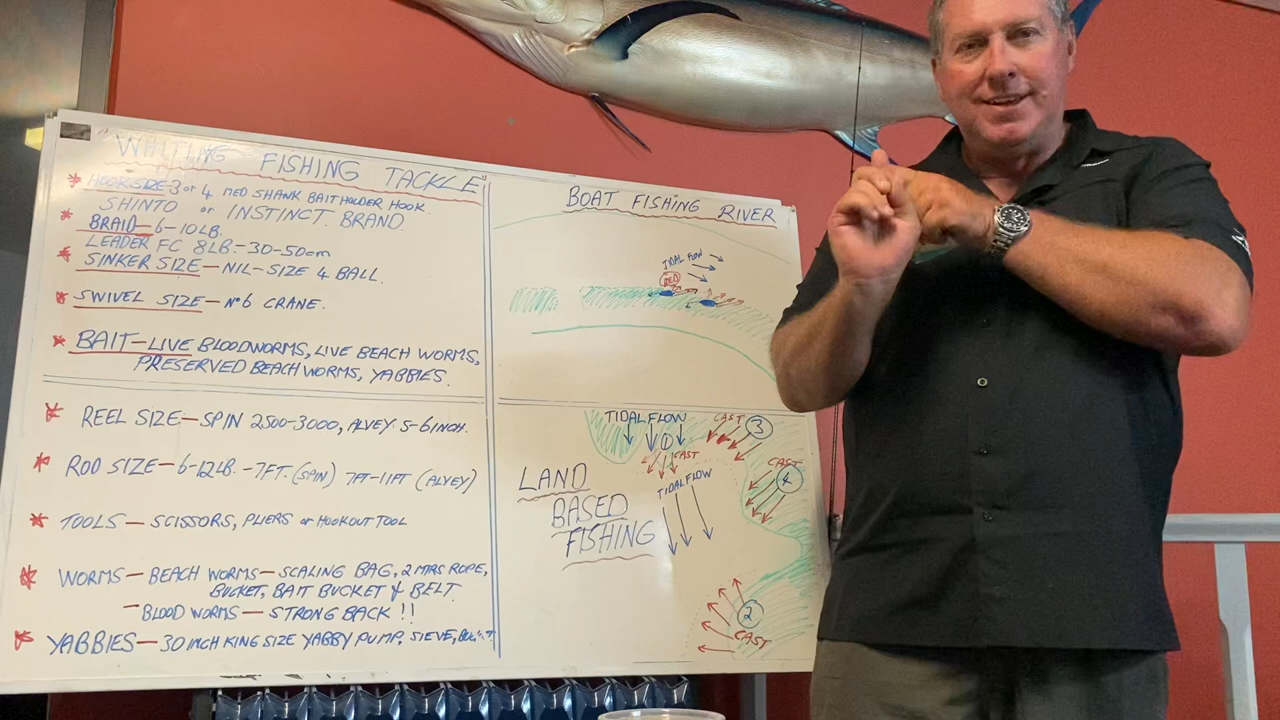 "WHITING FISHING TACKLE"
* HOOK SIZE-3 or 4 MED SHANK BAITHOLDER HOOK.
SHINTO or INSTINCT BRAND.
* BRAID-6-10LB.
LEADER FC 8LB.-30-50cm
* SINKER SIZE-NIL-SIZE 4 BALL.
* SWIVEL SIZE-No6 CRANE.
* BAIT-LIVE BLOODWORMS, LIVE BEACH WORMS,
PRESERVED BEACHWORMS, YABBIES.
* REEL SIZE-SPIN 2500-3000, ALVEY 5-6 INCH.
* ROD SIZE-6-12LB.-7FT. (SPIN) 7FT-11FT (ALVEY)
* TOOLS-SCISSORS, PLIERS or HOOKOUT TOOL
* WORMS-BEACH WORMS-SCALING BAG, 2 MTRS ROPE,
BUCKET, BAIT BUCKET & BELT.
-BLOOD WORMS-STRONG BACK !!
* YABBIES-30 INCH KING SIZE YABBY PUMP, SIEVE,
BOAT FISHING RIVER
TIDAL FLOW
TIDAL FLOW
1
CAST
CAST
3
CAST
4
TIDAL FLOW
LAND
BASED
FISHING
2
CAST